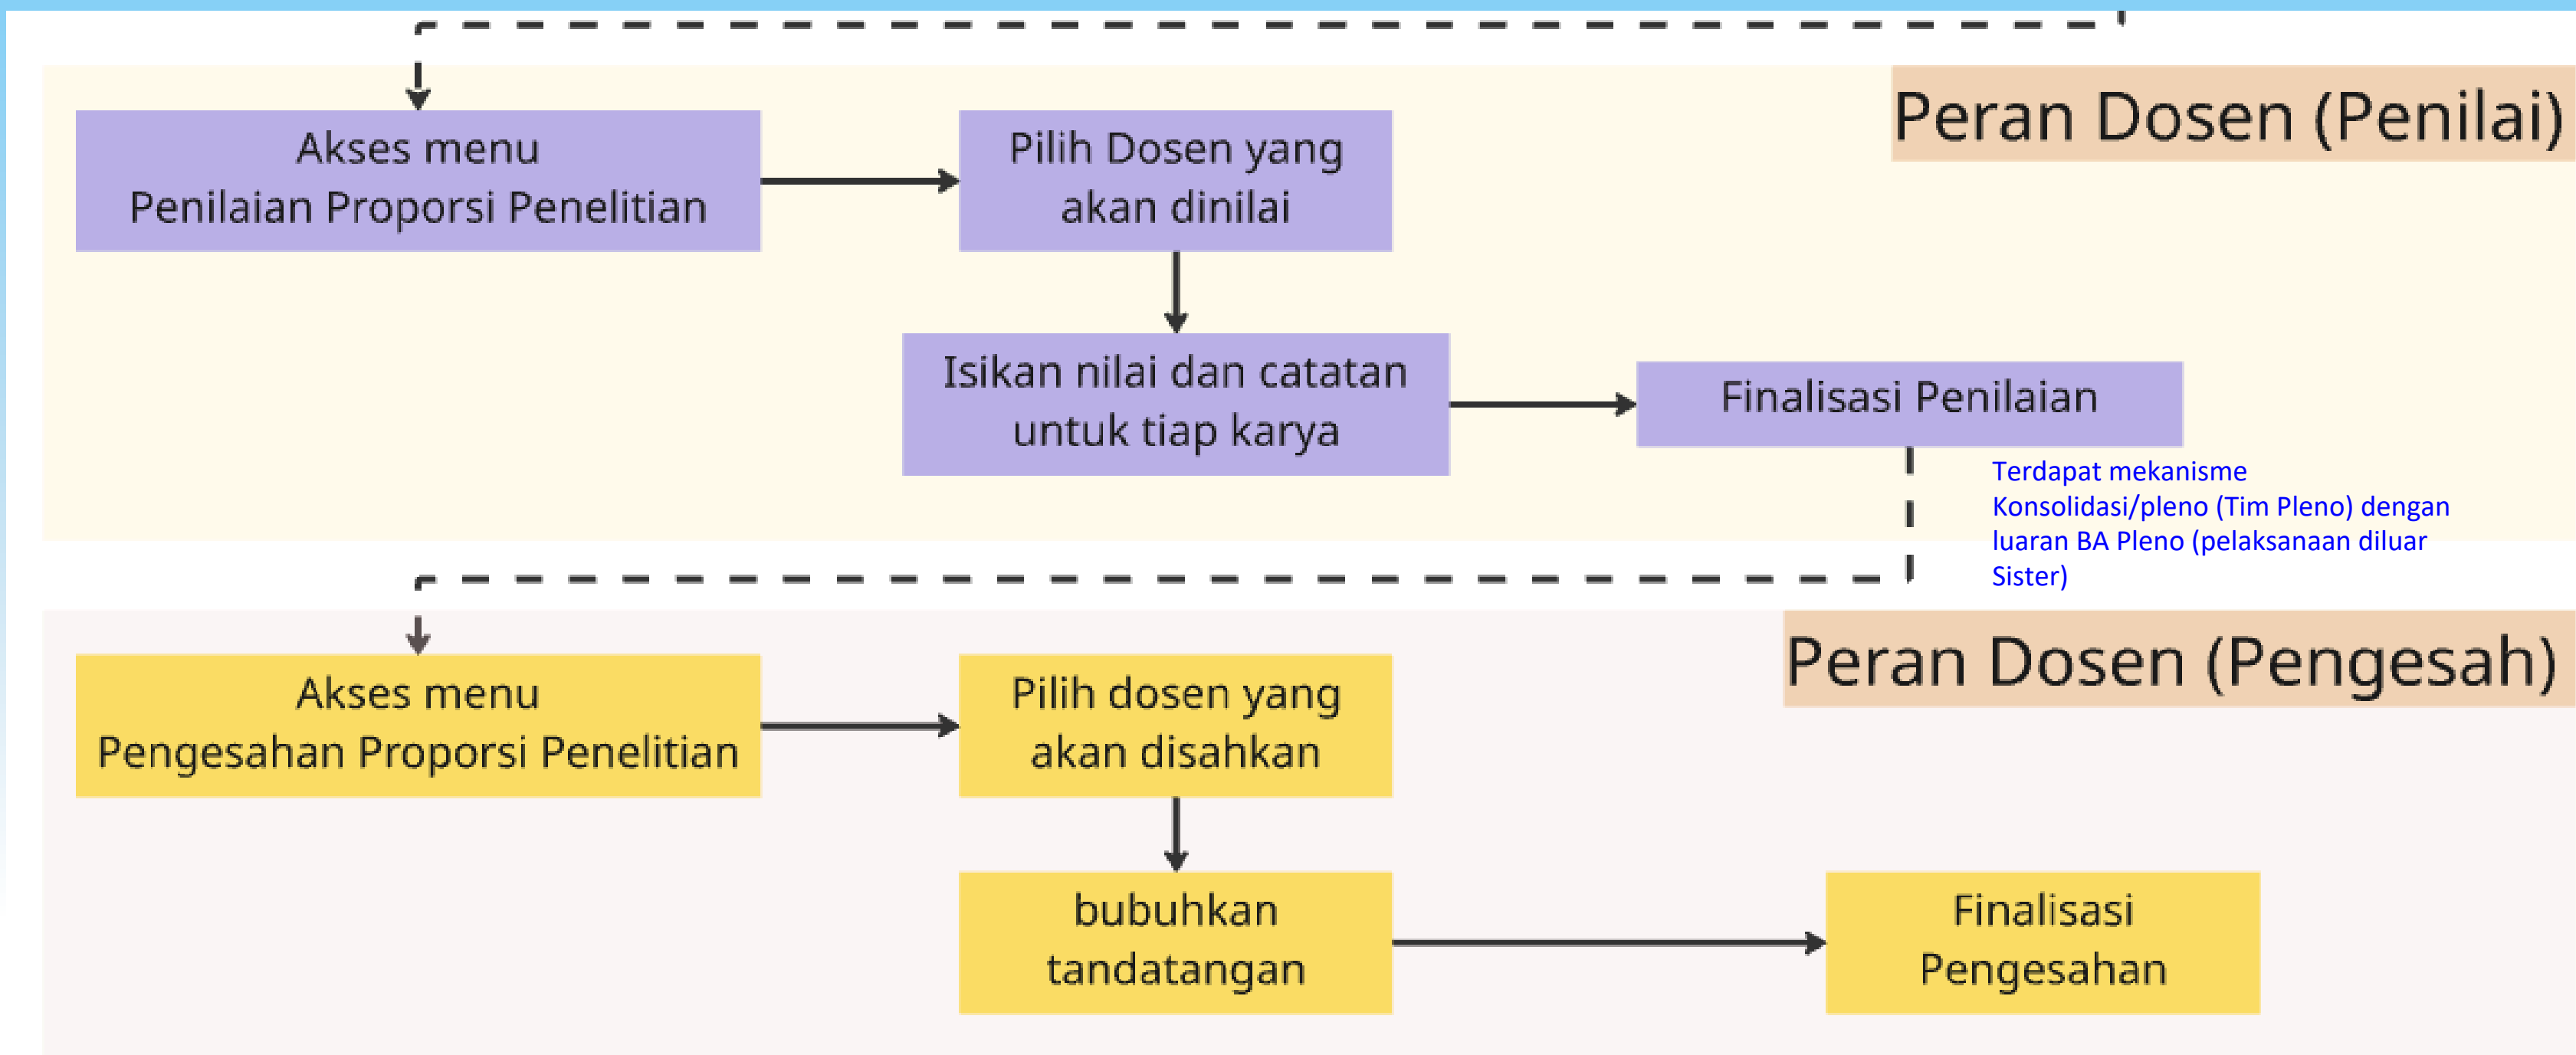 Peran Dosen (Penilai)
Akses menu
Penilaian Proporsi Penelitian
Pilih Dosen yang
akan dinilai
Isikan nilai dan catatan
untuk tiap karya
Finalisasi Penilaian
Terdapat mekanisme
Konsolidasi/pleno (Tim Pleno) dengan
luaran BA Pleno (pelaksanaan diluar
Sister)
Peran Dosen (Pengesah)
Akses menu
Pengesahan Proporsi Penelitian
Pilih dosen yang
akan disahkan
bubuhkan
tandatangan
Finalisasi
Pengesahan